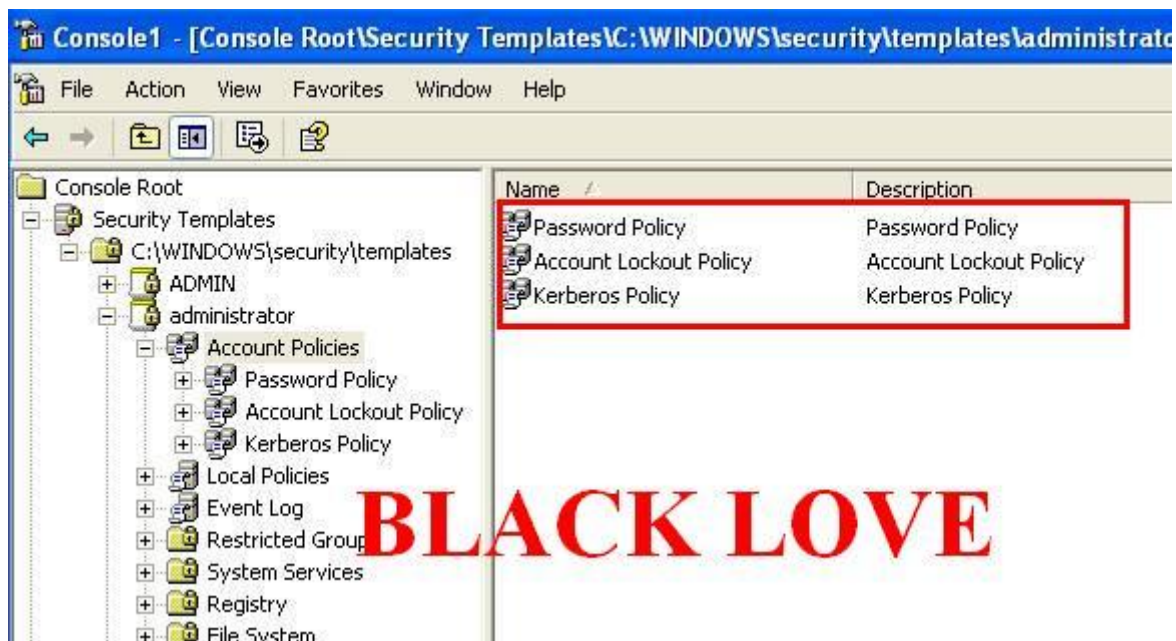 Console1 - [Console Root\Security Templates\C:\WINDOWS\security\templates\administrato
File Action View Favorites Window Help
Console Root
Security Templates
C:\WINDOWS\security\templates
ADMIN
administrator
Account Policies
Password Policy
Account Lockout Policy
Kerberos Policy
Local Policies
Event Log
Restricted Group
System Services
Registry
File System
Name Description
Password Policy Password Policy
Account Lockout Policy Account Lockout Policy
Kerberos Policy Kerberos Policy
BLACK LOVE